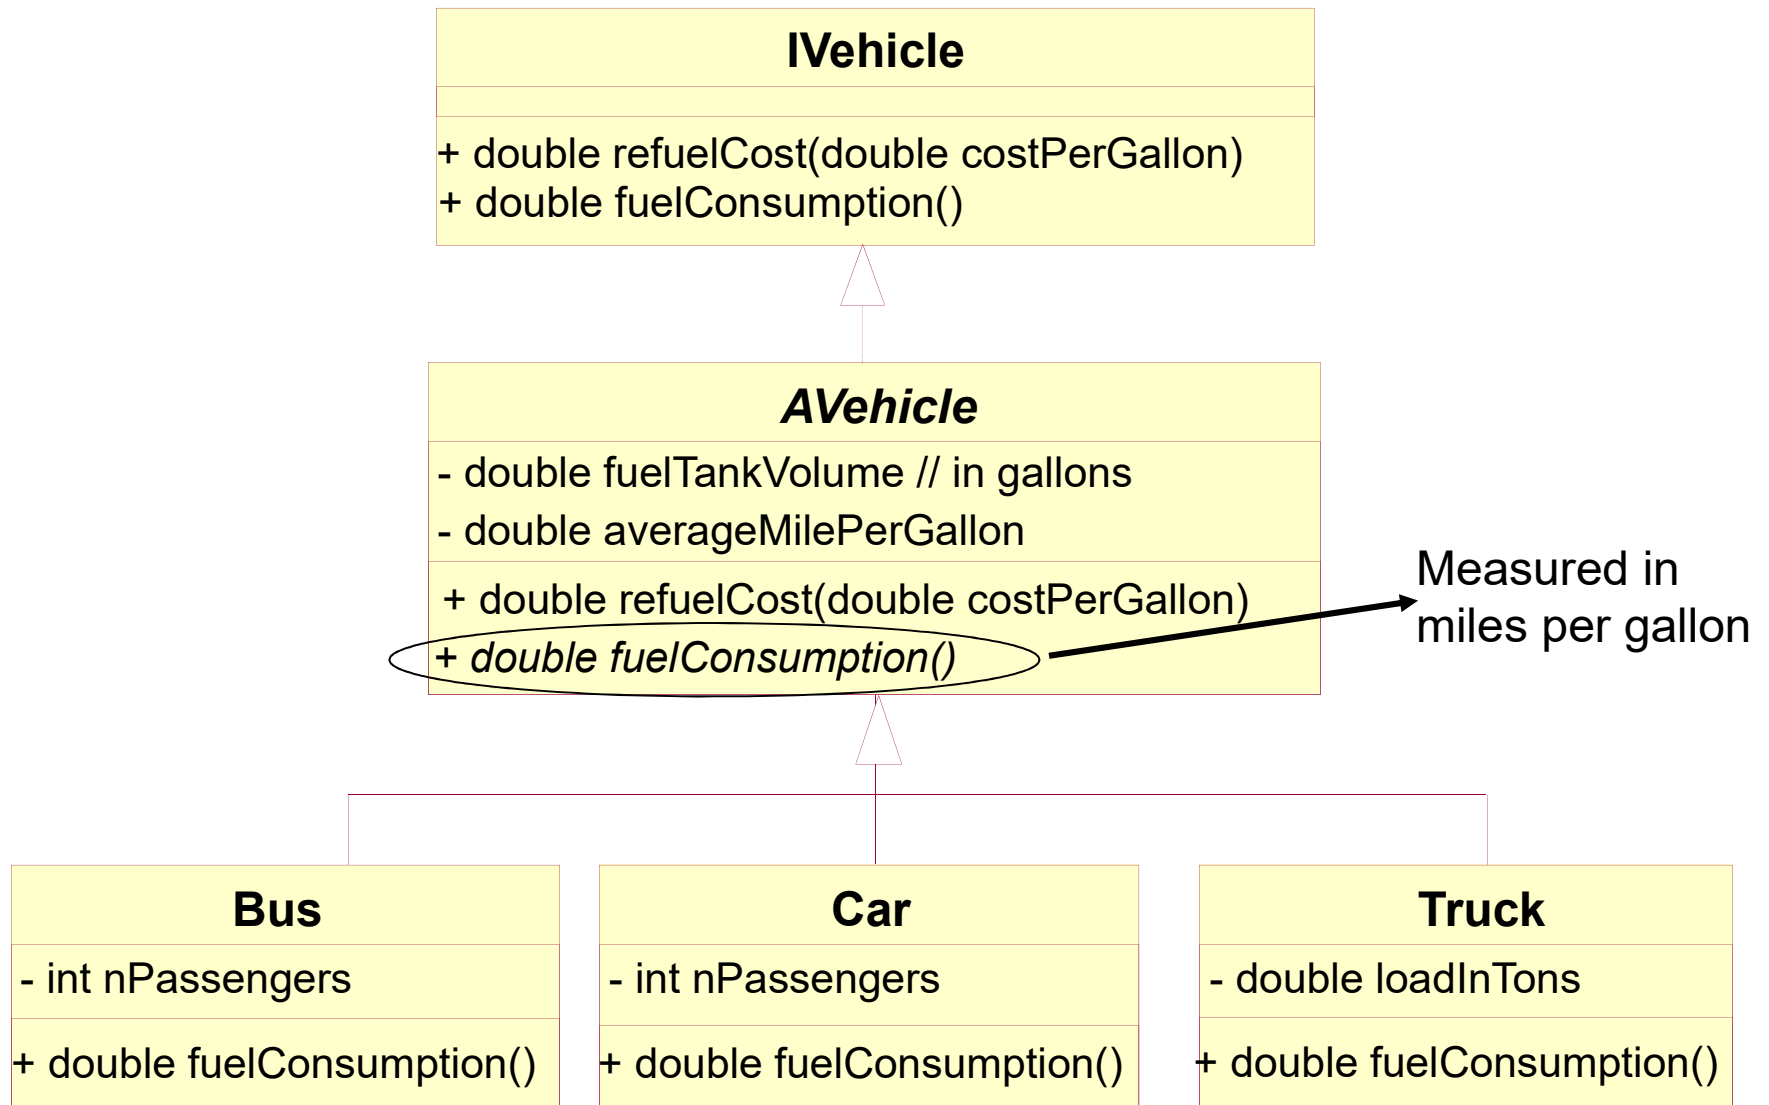 IVehicle
+ double refuelCost(double costPerGallon)
+ double fuelConsumption()
AVehicle
- double fuelTankVolume // in gallons
- double averageMilePerGallon
+ double refuelCost(double costPerGallon)
+ double fuelConsumption()
Measured in
miles per gallon
Bus
- int nPassengers
+ double fuelConsumption()
Car
- int nPassengers
+ double fuelConsumption()
Truck
- double loadInTons
+ double fuelConsumption()